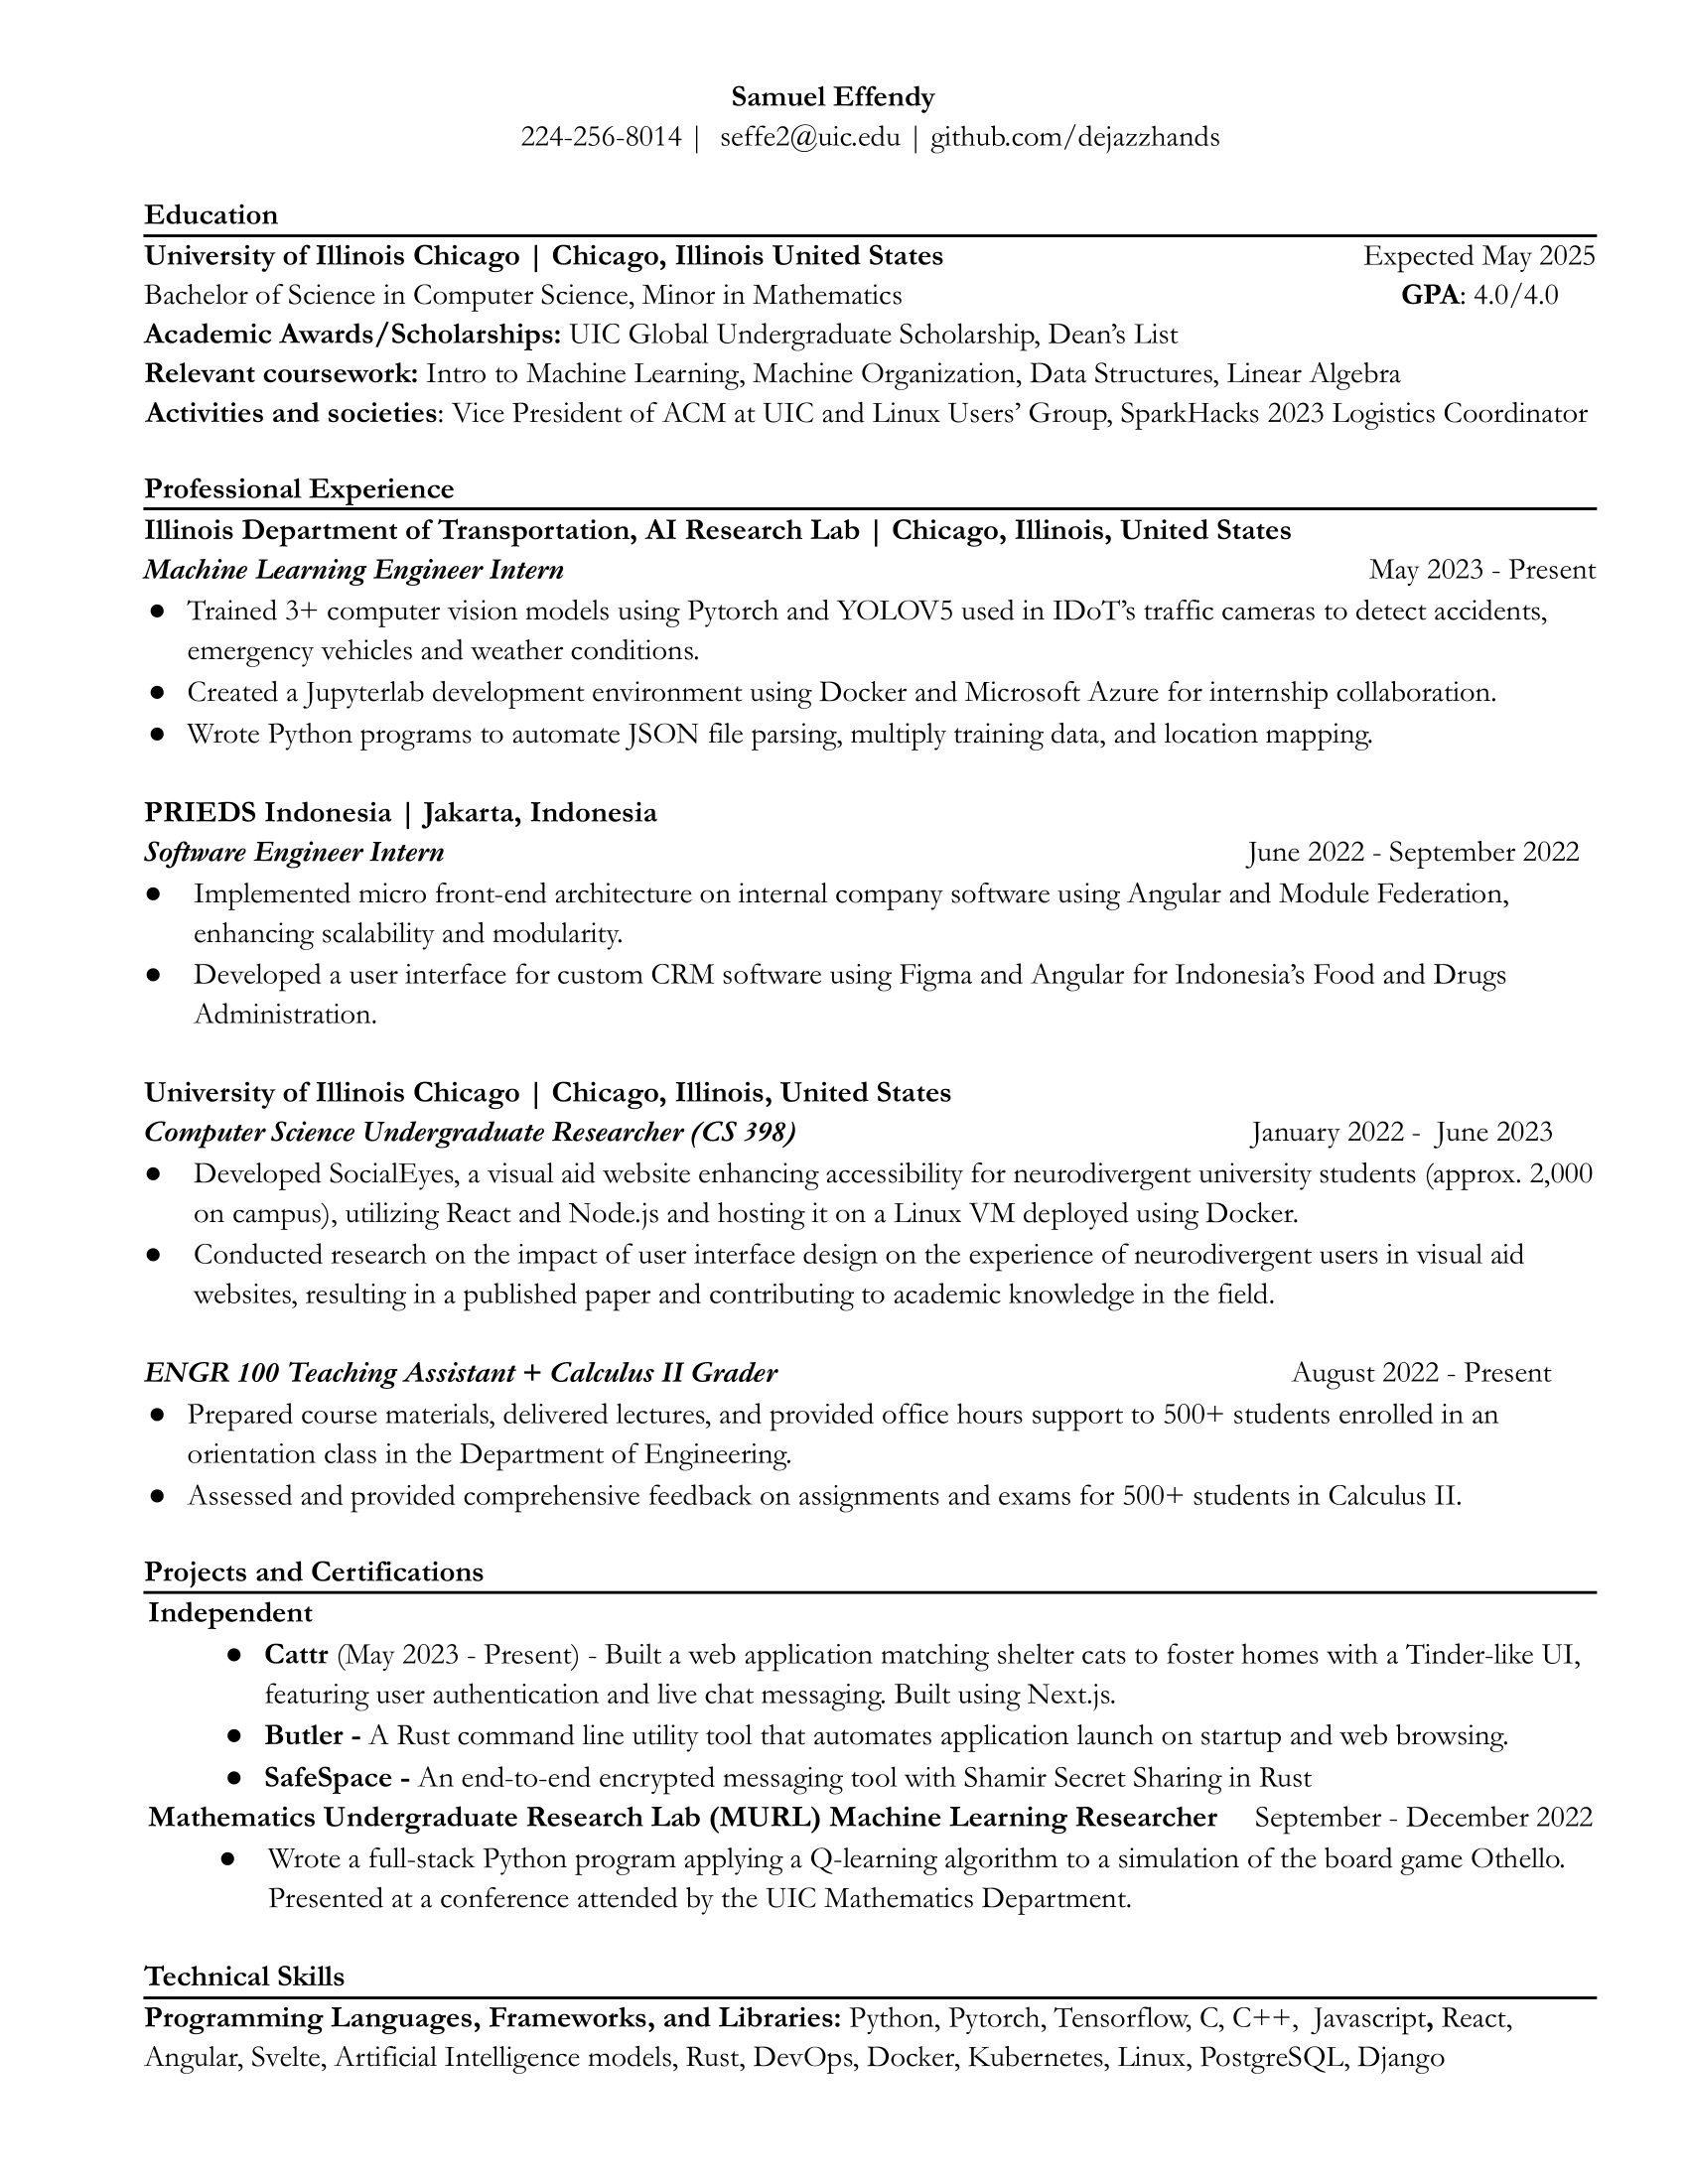 Samuel Effendy
224-256-8014 | seffe2@uic.edu | github.com/dejazzhands
Education
University of Illinois Chicago | Chicago, Illinois United States Expected May 2025
Bachelor of Science in Computer Science, Minor in Mathematics GPA: 4.0/4.0
Academic Awards/Scholarships: UIC Global Undergraduate Scholarship, Dean’s List
Relevant coursework: Intro to Machine Learning, Machine Organization, Data Structures, Linear Algebra
Activities and societies: Vice President of ACM at UIC and Linux Users’ Group, SparkHacks 2023 Logistics Coordinator
Professional Experience
Illinois Department of Transportation, AI Research Lab | Chicago, Illinois, United States
Machine Learning Engineer Intern May 2023 - Present
● Trained 3+ computer vision models using Pytorch and YOLOV5 used in IDoT’s traffic cameras to detect accidents,
emergency vehicles and weather conditions.
● Created a Jupyterlab development environment using Docker and Microsoft Azure for internship collaboration.
● Wrote Python programs to automate JSON file parsing, multiply training data, and location mapping.
PRIEDS Indonesia | Jakarta, Indonesia
Software Engineer Intern June 2022 - September 2022
● Implemented micro front-end architecture on internal company software using Angular and Module Federation,
enhancing scalability and modularity.
● Developed a user interface for custom CRM software using Figma and Angular for Indonesia’s Food and Drugs
Administration.
University of Illinois Chicago | Chicago, Illinois, United States
Computer Science Undergraduate Researcher (CS 398) January 2022 - June 2023
● Developed SocialEyes, a visual aid website enhancing accessibility for neurodivergent university students (approx. 2,000
on campus), utilizing React and Node.js and hosting it on a Linux VM deployed using Docker.
● Conducted research on the impact of user interface design on the experience of neurodivergent users in visual aid
websites, resulting in a published paper and contributing to academic knowledge in the field.
ENGR 100 Teaching Assistant + Calculus II Grader August 2022 - Present
● Prepared course materials, delivered lectures, and provided office hours support to 500+ students enrolled in an
orientation class in the Department of Engineering.
● Assessed and provided comprehensive feedback on assignments and exams for 500+ students in Calculus II.
Projects and Certifications
Independent
● Cattr (May 2023 - Present) - Built a web application matching shelter cats to foster homes with a Tinder-like UI,
featuring user authentication and live chat messaging. Built using Next.js.
● Butler - A Rust command line utility tool that automates application launch on startup and web browsing.
● SafeSpace - An end-to-end encrypted messaging tool with Shamir Secret Sharing in Rust
Mathematics Undergraduate Research Lab (MURL) Machine Learning Researcher September - December 2022
● Wrote a full-stack Python program applying a Q-learning algorithm to a simulation of the board game Othello.
Presented at a conference attended by the UIC Mathematics Department.
Technical Skills
Programming Languages, Frameworks, and Libraries: Python, Pytorch, Tensorflow, C, C++, Javascript, React,
Angular, Svelte, Artificial Intelligence models, Rust, DevOps, Docker, Kubernetes, Linux, PostgreSQL, Django